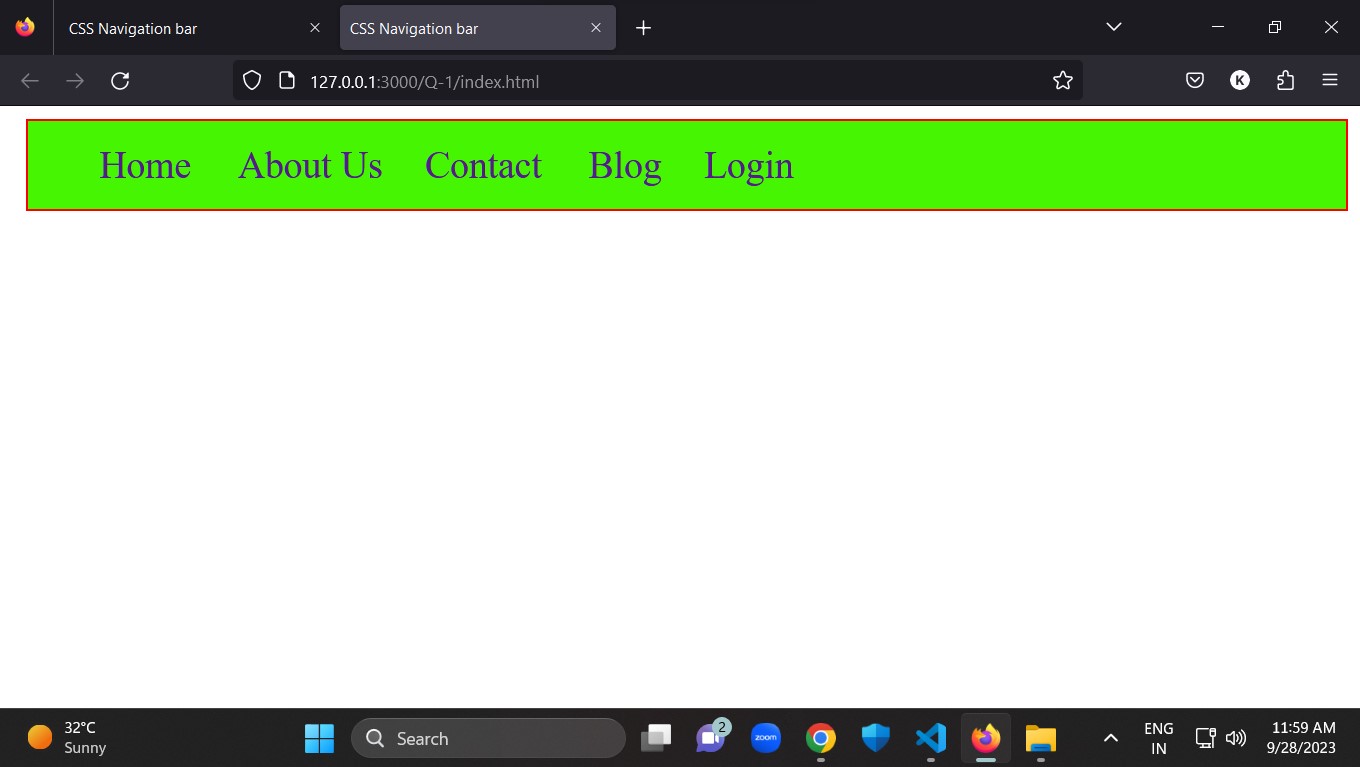 CSS Navigation bar
CSS Navigation bar
127.0.0.1:3000/Q-1/index.html
K
Home About Us Contact Blog Login
32°C
Sunny
Search
2
zoom
ENG
IN
11:59 AM
9/28/2023